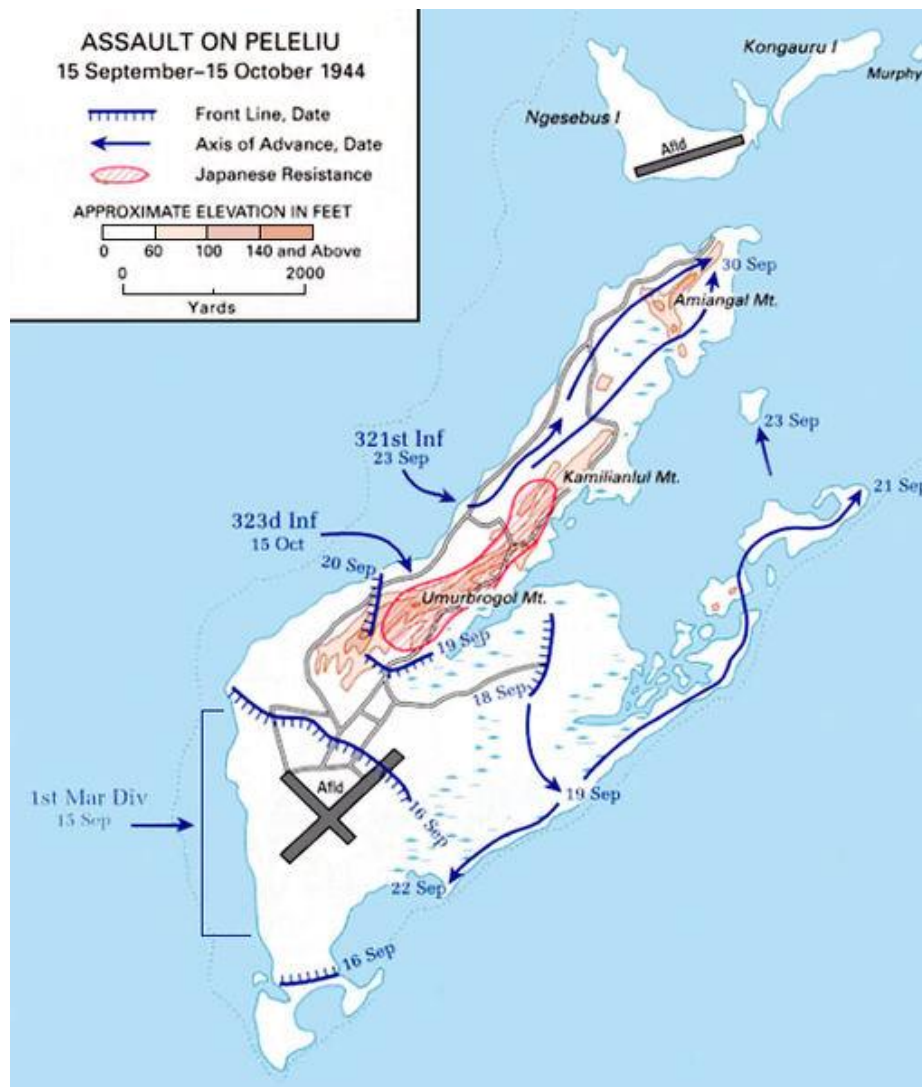 ASSAULT ON PELELIU
15 September–15 October 1944
Front Line, Date
Axis of Advance, Date
Japanese Resistance
APPROXIMATE ELEVATION IN FEET
0 60 100 140 and Above
0 2000
Yards
Kongauru I
Murphy
Ngesebus I
Afld
30 Sep
Amiangal Mt.
321st Inf
23 Sep
23 Sep
Kamilianlul Mt.
21 Sep
323d Inf
15 Oct
20 Sep
Umurbrogol Mt.
19 Sep
18 Sep
1st Mar Div
15 Sep
Afld
16 Sep
19 Sep
22 Sep
16 Sep